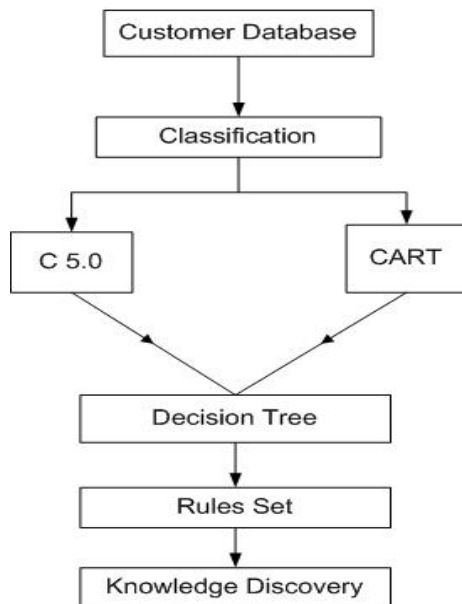 Customer Database
Classification
C 5.0
CART
Decision Tree
Rules Set
Knowledge Discovery